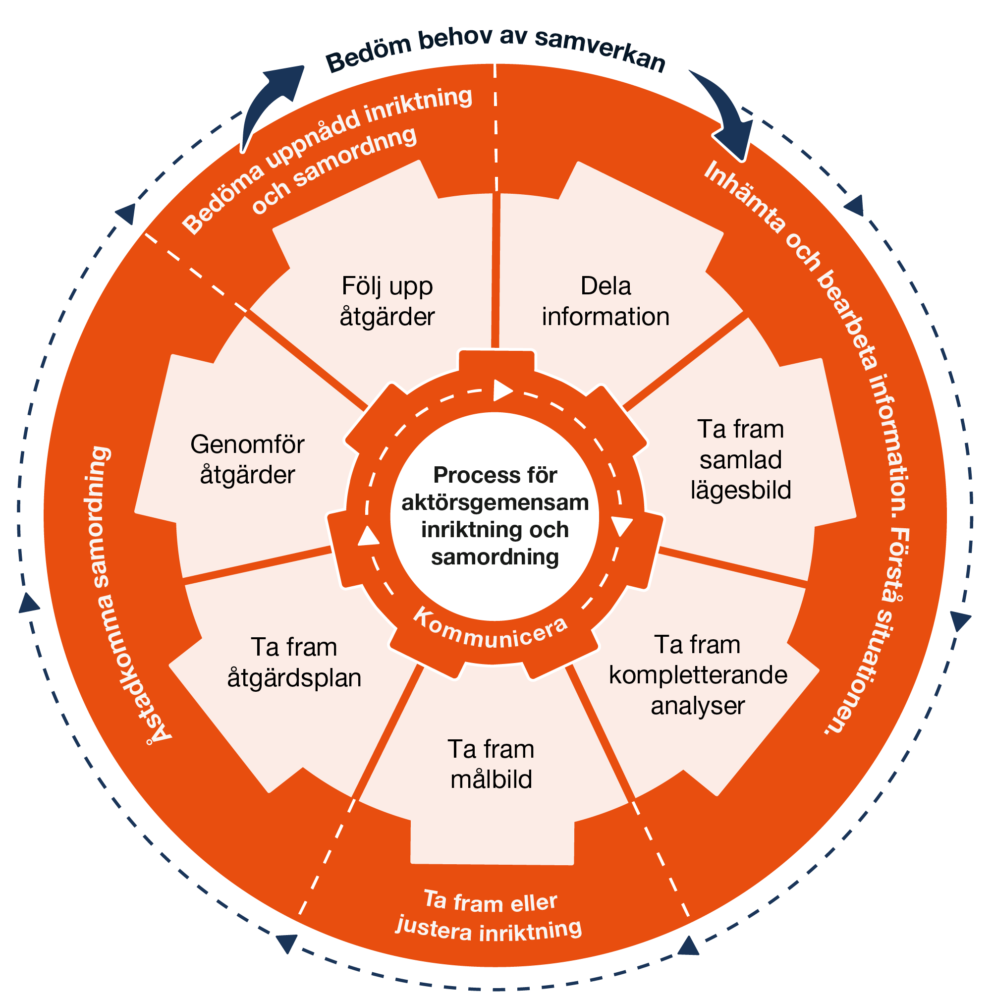 Bedöm behov av samverkan
Bedöma uppnådd inriktning
och samordnng
Inhämta och bearbeta information. Förstå situationen.
Ta fram eller
justera inriktning
Åstadkomma samordning
Dela
information
Ta fram
samlad
lägesbild
Ta fram
kompletterande
analyser
Ta fram
målbild
Ta fram
åtgärdsplan
Genomför
åtgärder
Följ upp
åtgärder
Process för
aktörsgemensam
inriktning och
samordning
Kommunicera